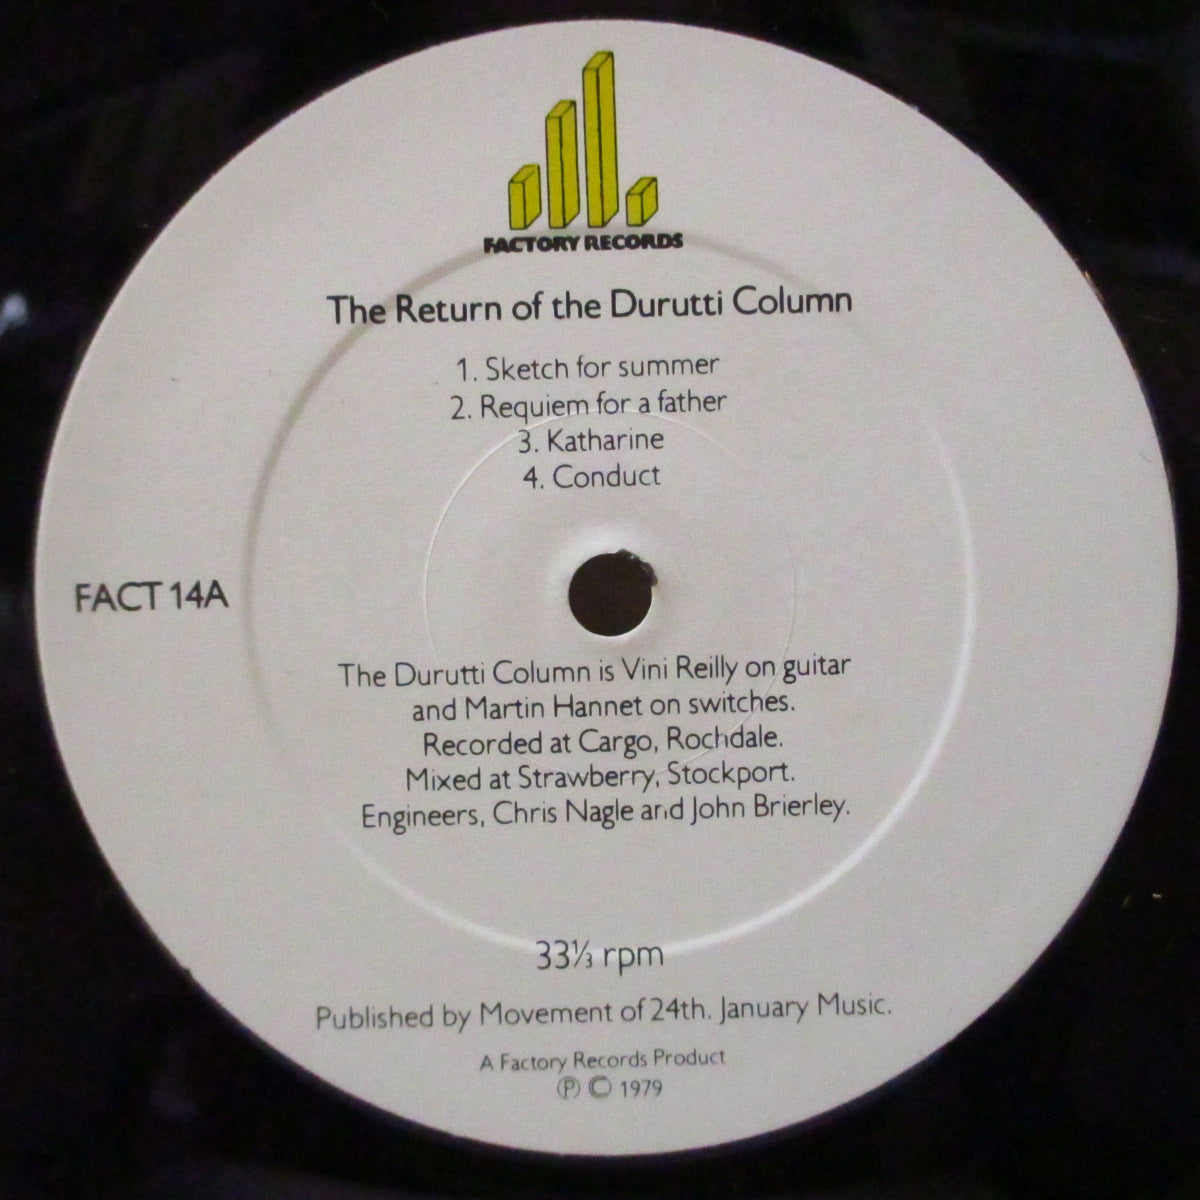 FACTORY RECORDS
The Return of the Durutti Column
1. Sketch for summer
2. Requiem for a father
3. Katharine
4. Conduct
FACT 14A
The Durutti Column is Vini Reilly on guitar
and Martin Hannet on switches.
Recorded at Cargo, Rochdale.
Mixed at Strawberry, Stockport.
Engineers, Chris Nagle and John Brierley.
33⅓ rpm
Published by Movement of 24th. January Music.
A Factory Records Product
℗ © 1979